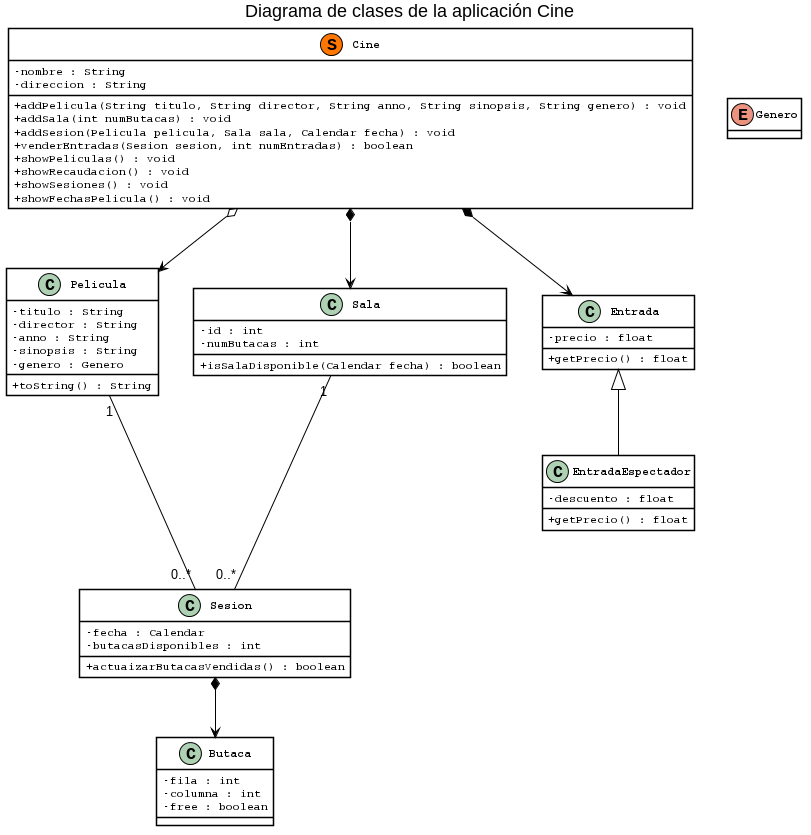 Diagrama de clases de la aplicación Cine
S Cine
-nombre : String
-direccion : String
+addPelicula(String titulo, String director, String anno, String sinopsis, String genero) : void
+addSala(int numButacas) : void
+addSesion(Pelicula pelicula, Sala sala, Calendar fecha) : void
+venderEntradas(Sesion sesion, int numEntradas) : boolean
+showPeliculas() : void
+showRecaudacion() : void
+showSesiones() : void
+showFechasPelicula() : void
E Genero
C Pelicula
-titulo : String
-director : String
-anno : String
-sinopsis : String
-genero : Genero
+toString() : String
C Sala
-id : int
-numButacas : int
+isSalaDisponible(Calendar fecha) : boolean
C Entrada
-precio : float
+getPrecio() : float
1
1
C EntradaEspectador
-descuento : float
+getPrecio() : float
0..*
0..*
C Sesion
-fecha : Calendar
-butacasDisponibles : int
+actuaizarButacasVendidas() : boolean
C Butaca
-fila : int
-columna : int
-free : boolean